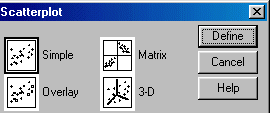 Scatterplot
Simple
Matrix
Define
Cancel
Overlay
3-D
Help